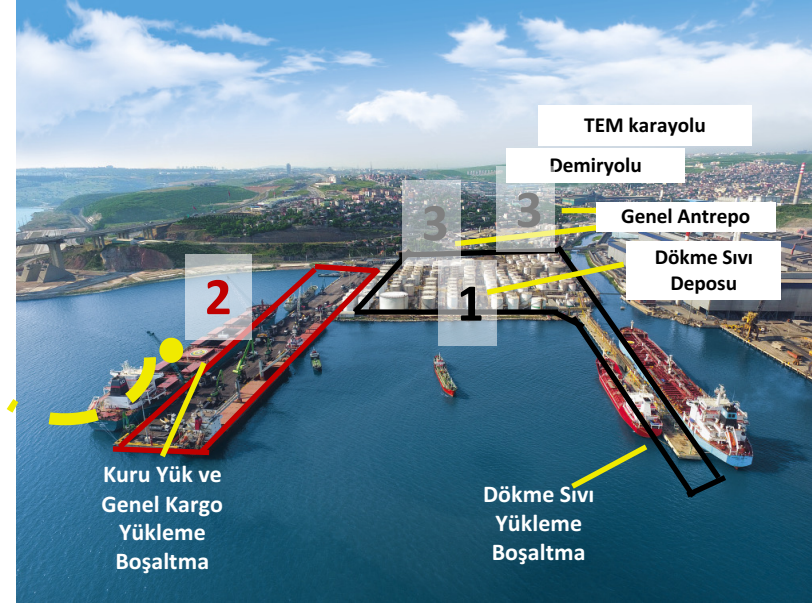 TEM karayolu
Demiryolu
3
3
Genel Antrepo
Dökme Sıvı
Deposu
2
1
Kuru Yük ve
Genel Kargo
Yükleme
Boşaltma
Dökme Sıvı
Yükleme
Boşaltma